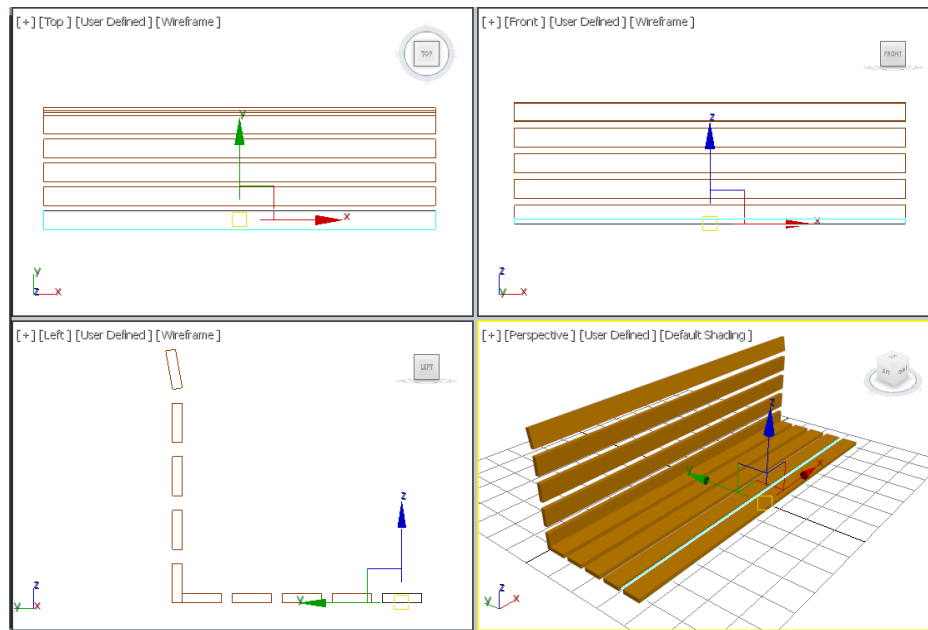 [+] [Top ] [User Defined ] [Wireframe ]
TOP
y
x
y
z x
[+] [Front ] [User Defined ] [Wireframe ]
FRONT
z
x
z
y x
[+] [Left ] [User Defined ] [Wireframe ]
LEFT
z
y
z
y x
[+] [Perspective ] [User Defined ] [Default Shading ]
z
y
x
z
y x